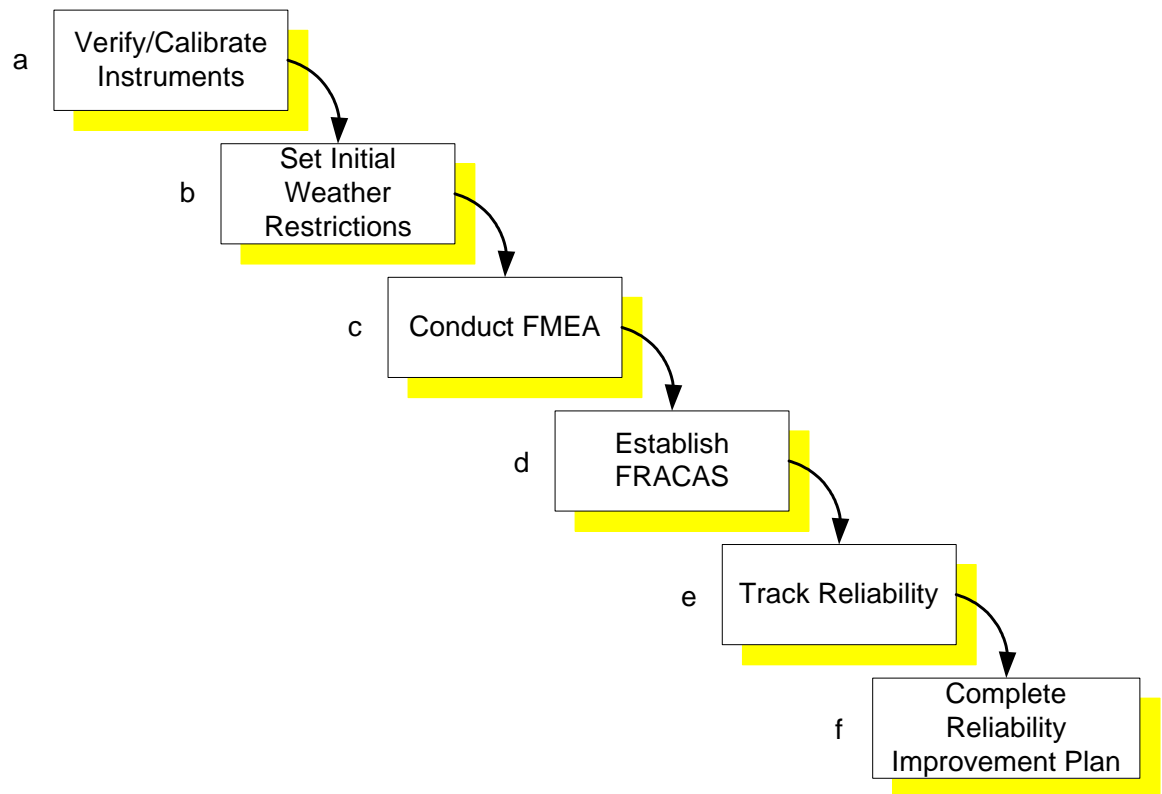 a
Verify/Calibrate
Instruments
b
Set Initial
Weather
Restrictions
c
Conduct FMEA
d
Establish
FRACAS
e
Track Reliability
f
Complete
Reliability
Improvement Plan